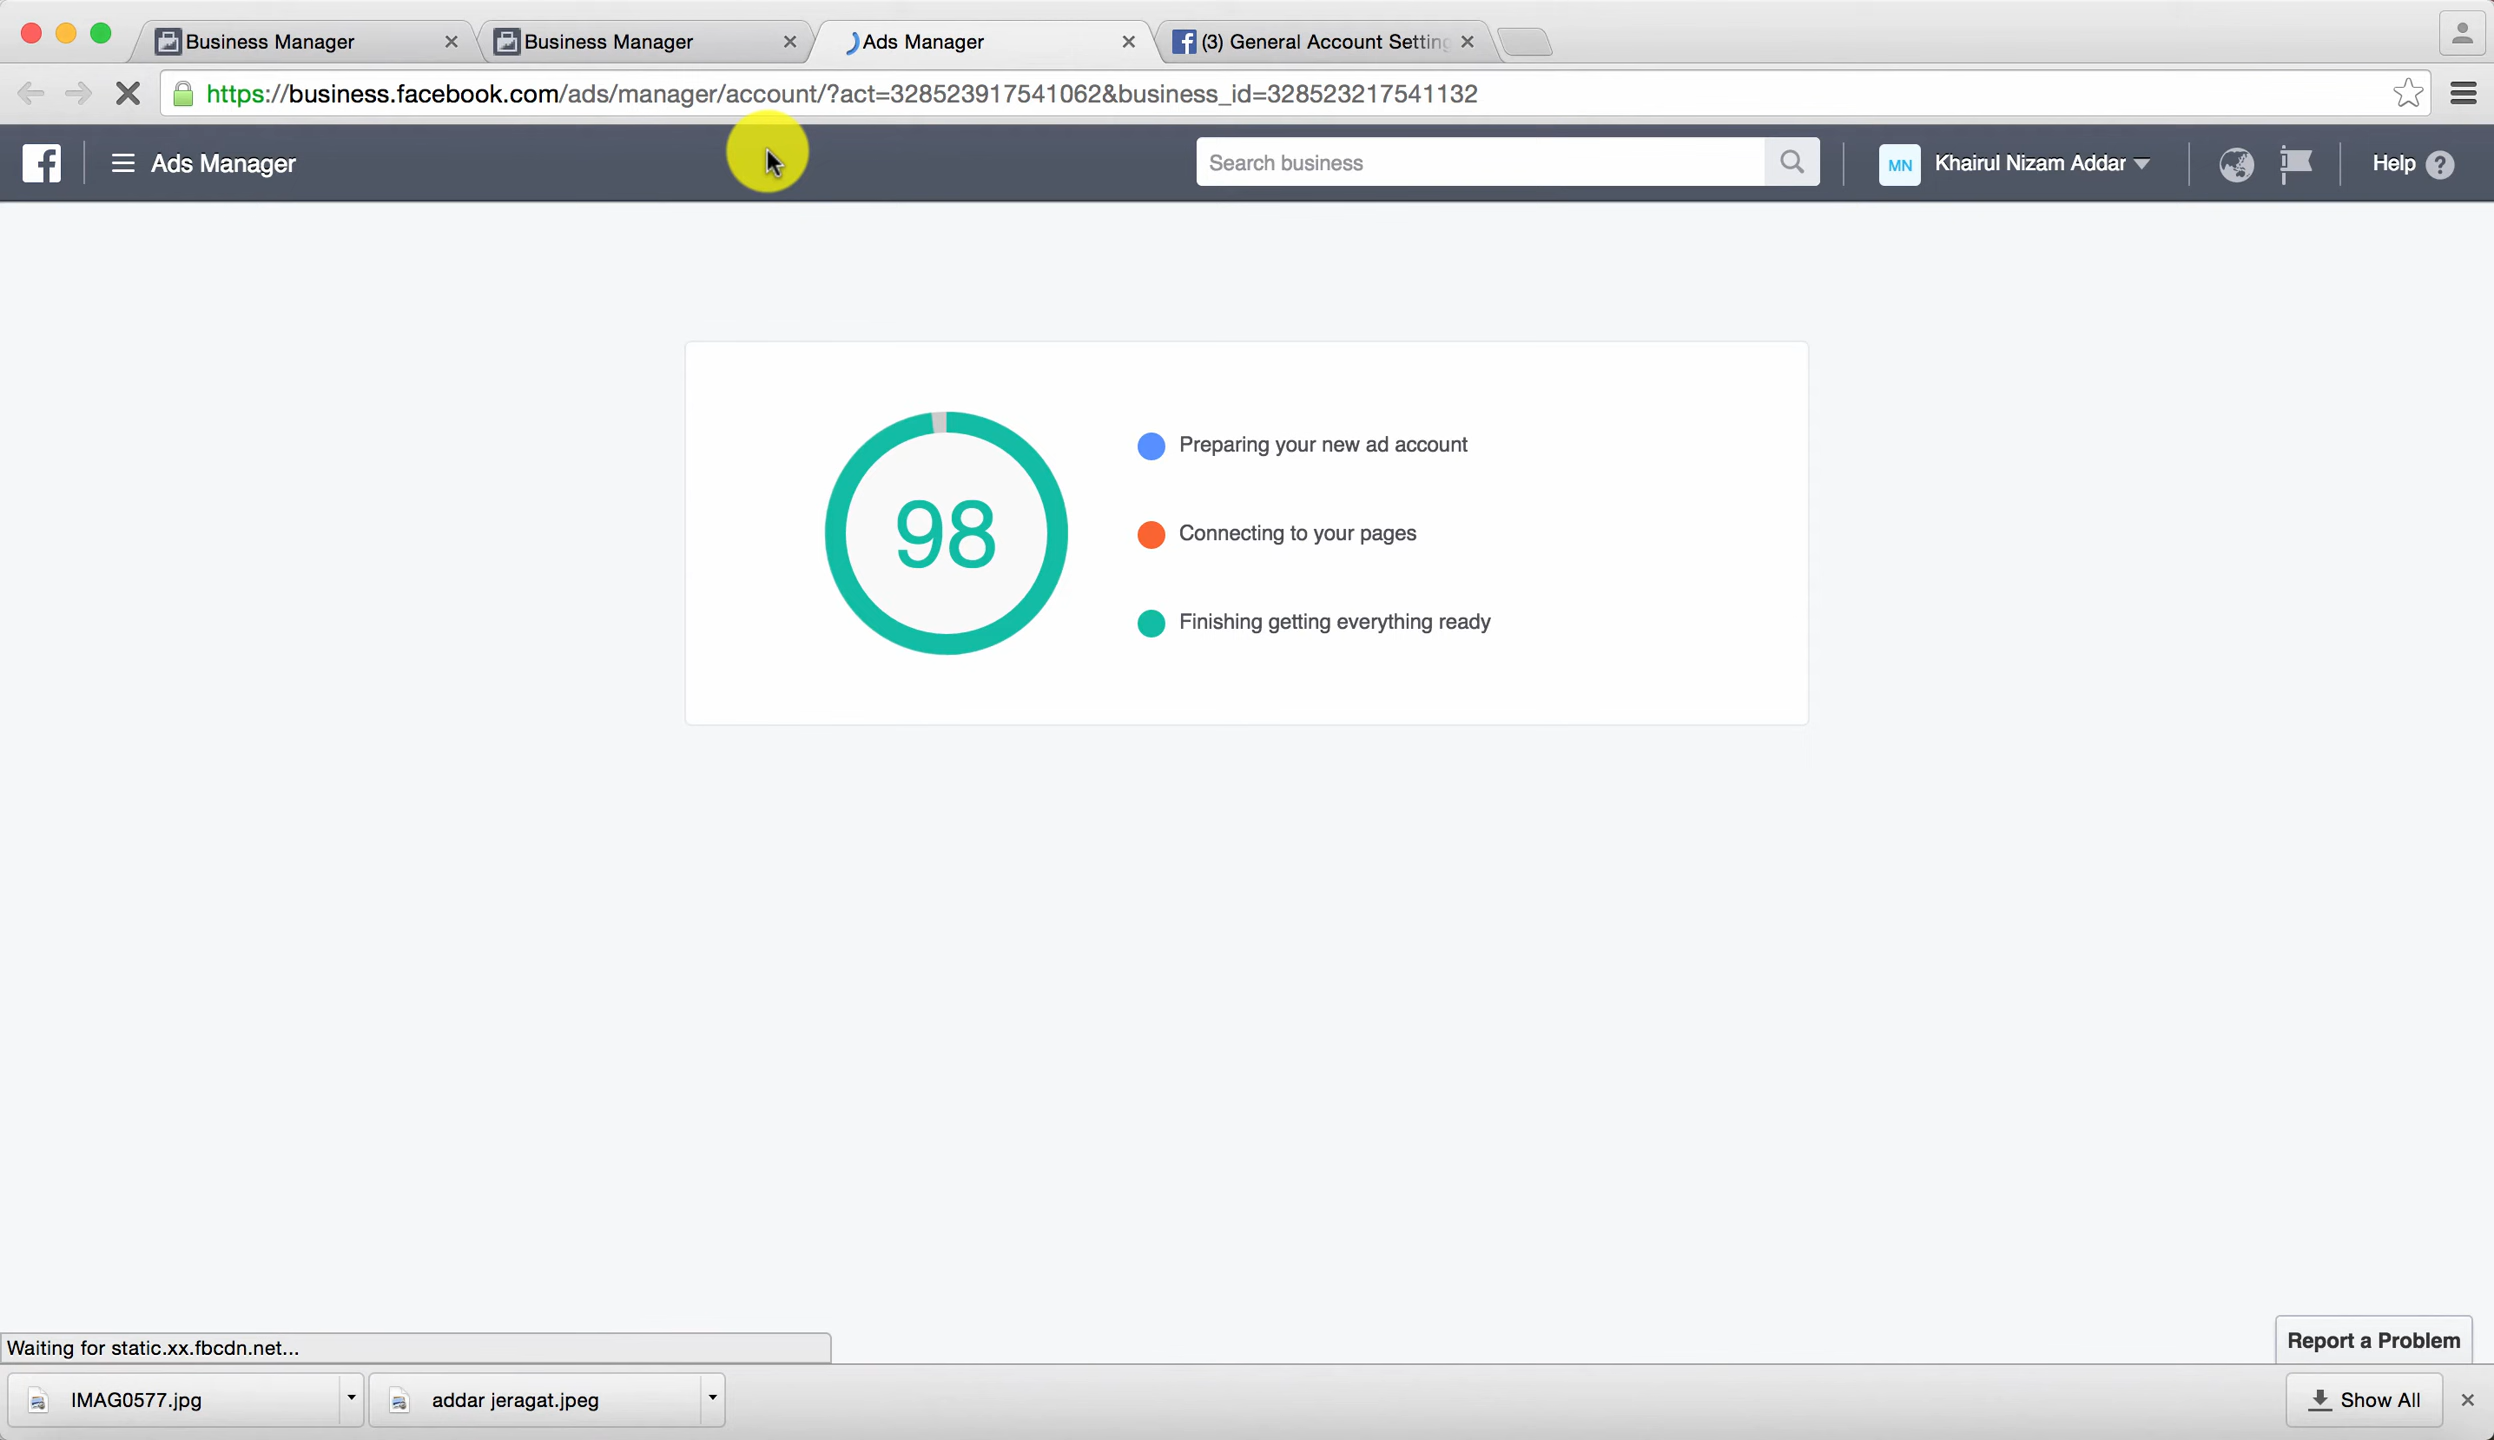 Business Manager
Business Manager
Ads Manager
(3) General Account Setting
https://business.facebook.com/ads/manager/account/?act=328523917541062&business_id=328523217541132
Ads Manager
Search business
MN
Khairul Nizam Addar
Help ?
98
Preparing your new ad account
Connecting to your pages
Finishing getting everything ready
Report a Problem
Waiting for static.xx.fbcdn.net...
IMAG0577.jpg
addar jeragat.jpeg
Show All